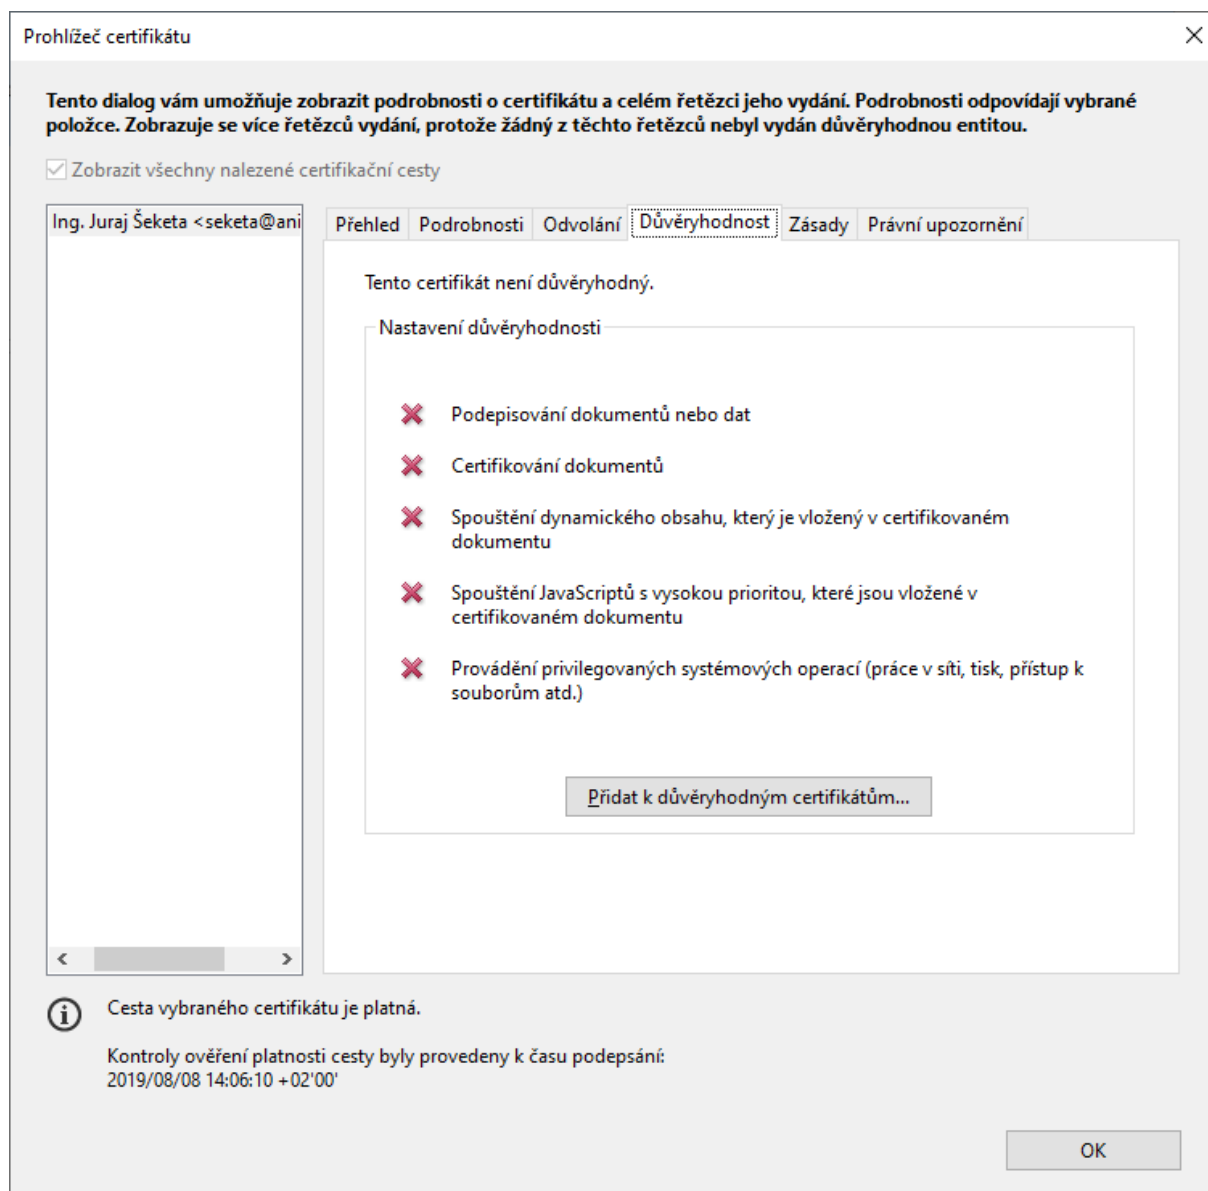 Prohlížeč certifikátu
Tento dialog vám umožňuje zobrazit podrobnosti o certifikátu a celém řetězci jeho vydání. Podrobnosti odpovídají vybrané
položce. Zobrazuje se více řetězců vydání, protože žádný z těchto řetězců nebyl vydán důvěryhodnou entitou.
Zobrazit všechny nalezené certifikační cesty
Ing. Juraj Šeketa <seketa@ani
Přehled Podrobnosti Odvolání Důvěryhodnost Zásady Právní upozornění
Tento certifikát není důvěryhodný.
Nastavení důvěryhodnosti
Podepisování dokumentů nebo dat
Certifikování dokumentů
Spouštění dynamického obsahu, který je vložený v certifikovaném
dokumentu
Spouštění JavaScriptů s vysokou prioritou, které jsou vložené v
certifikovaném dokumentu
Provádění privilegovaných systémových operací (práce v síti, tisk, přístup k
souborům atd.)
Přidat k důvěryhodným certifikátům...
Cesta vybraného certifikátu je platná.
Kontroly ověření platnosti cesty byly provedeny k času podepsání:
2019/08/08 14:06:10 +02'00'
OK